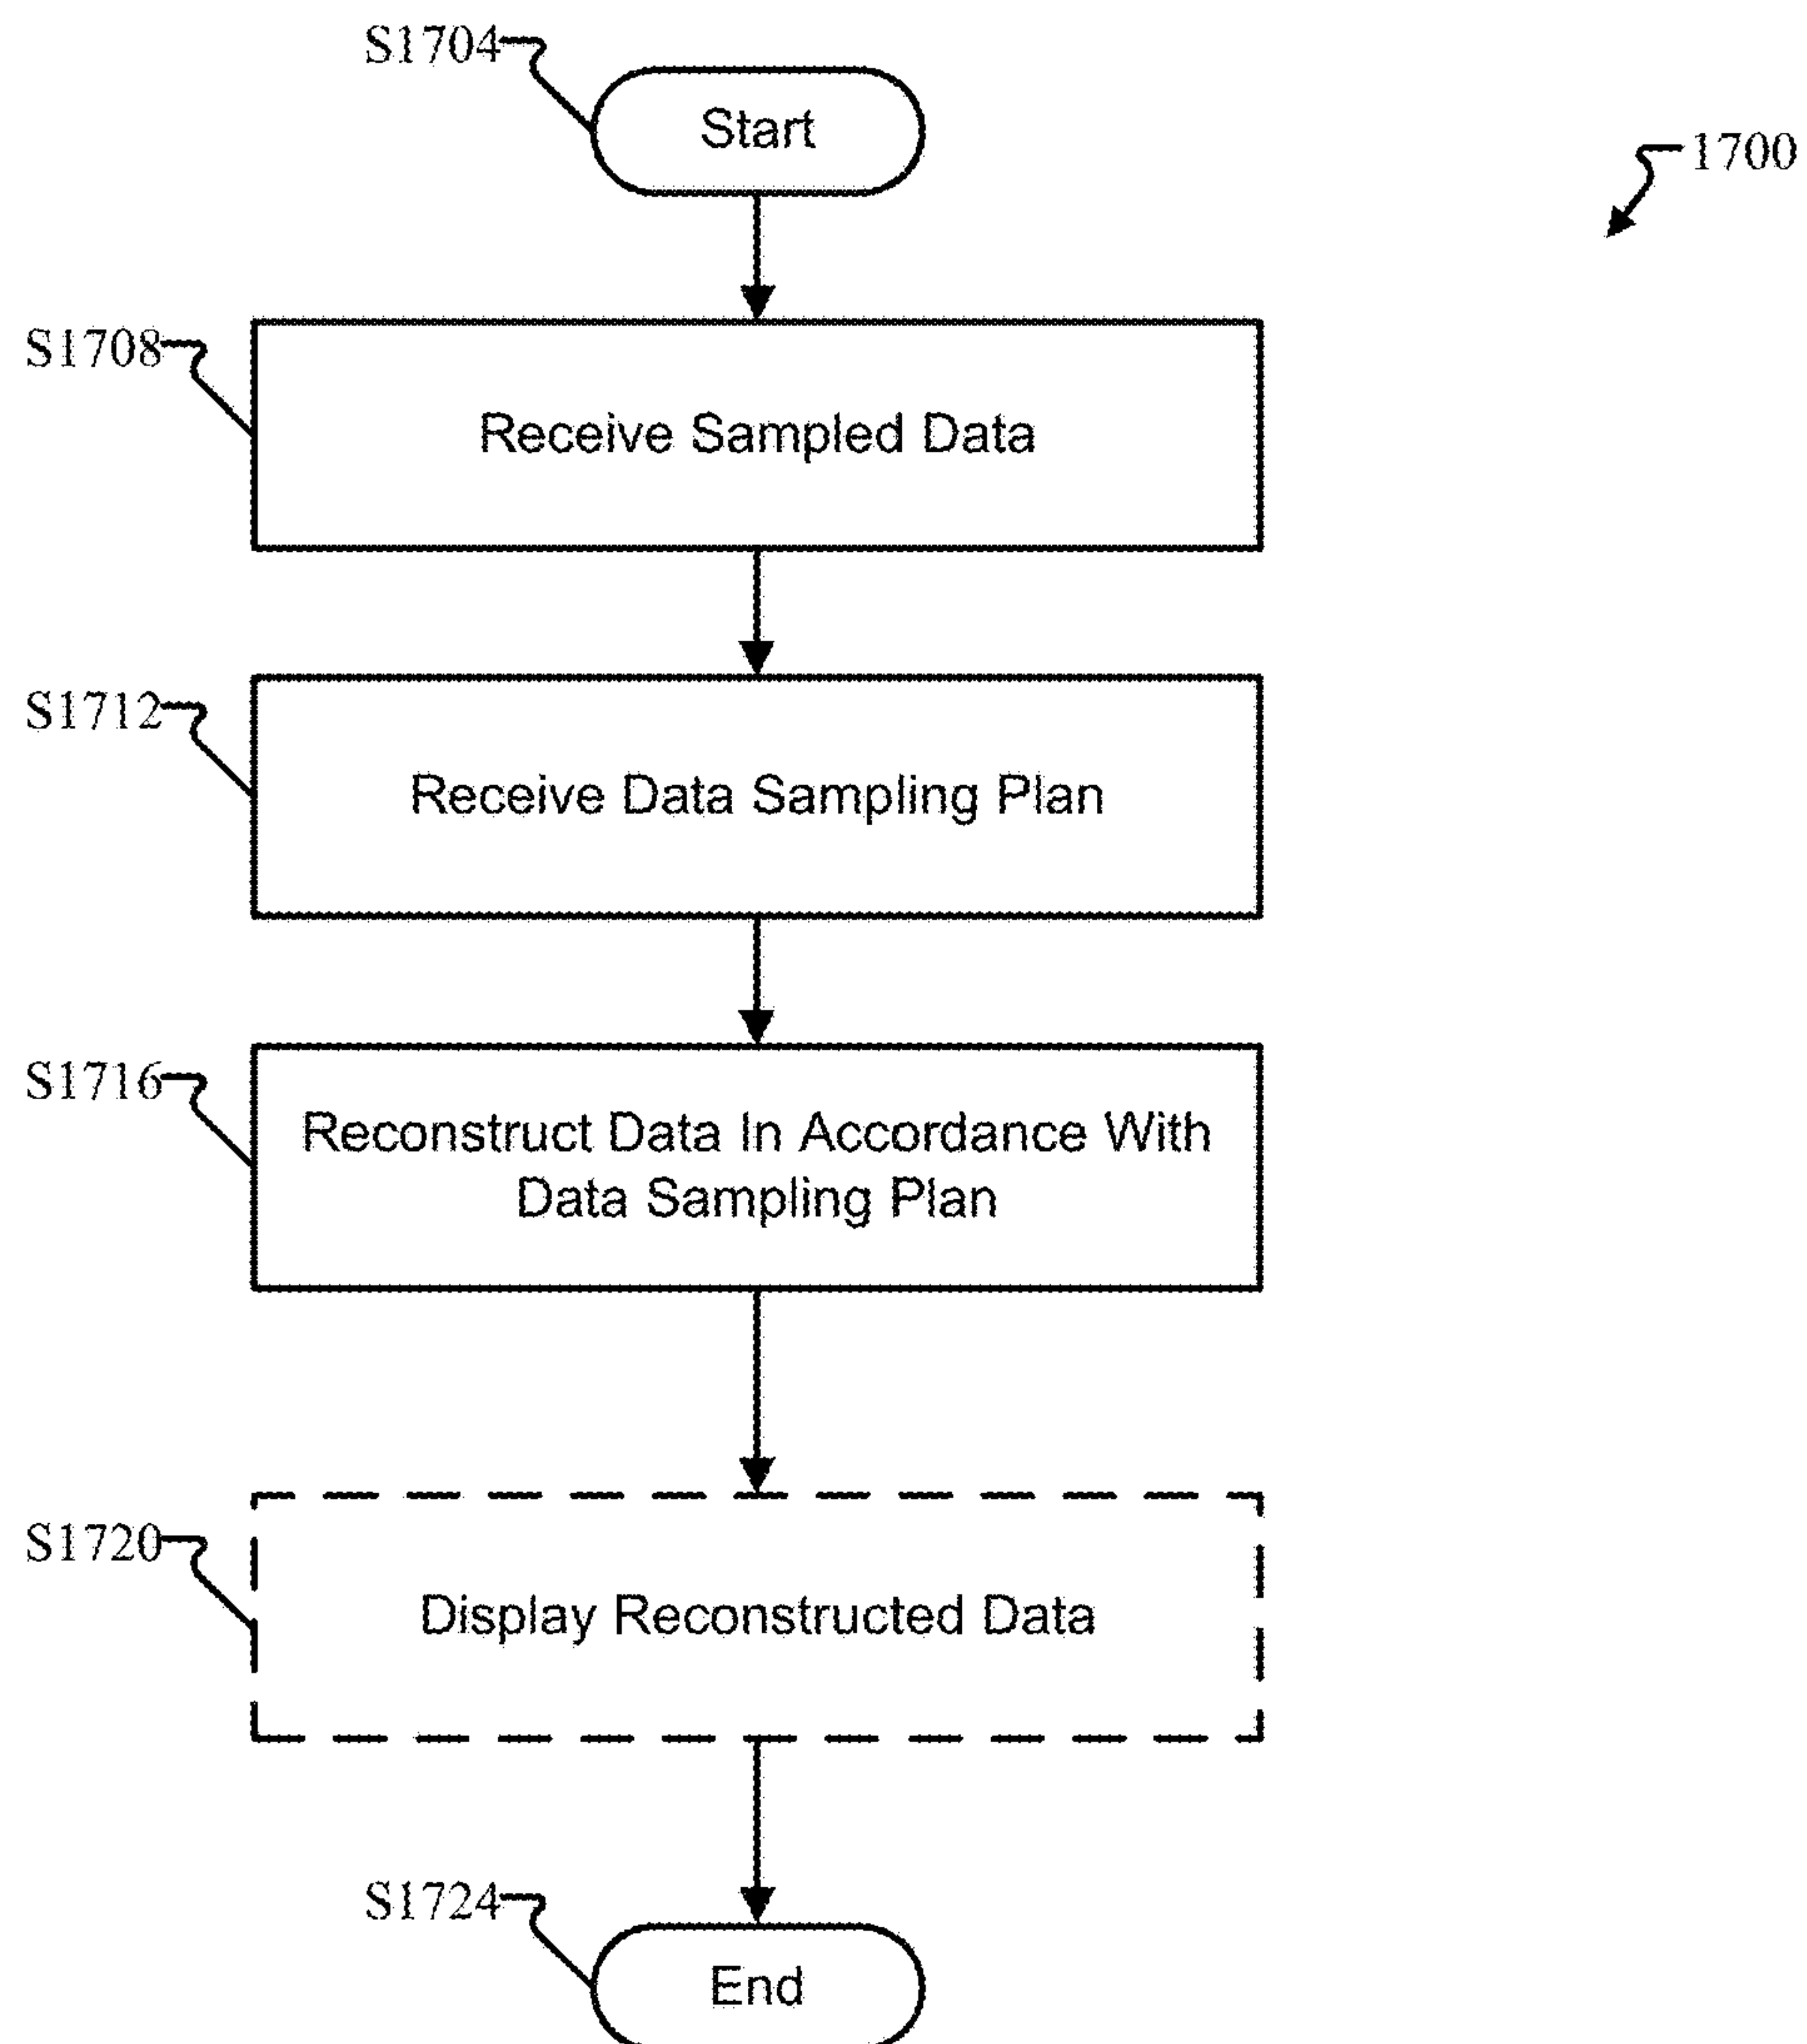 S1704
Start
1700
S1708
Receive Sampled Data
S1712
Receive Data Sampling Plan
S1716
Reconstruct Data In Accordance With
Data Sampling Plan
S1720
Display Reconstructed Data
S1724
End